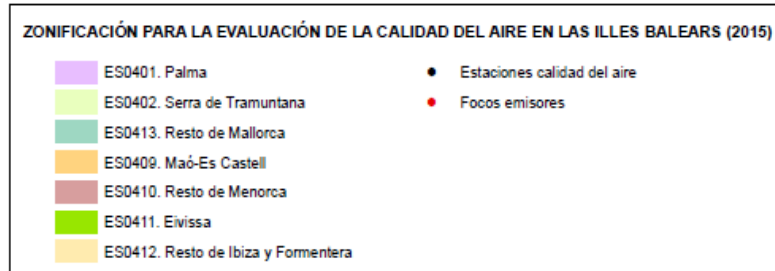 ZONIFICACIÓN PARA LA EVALUACIÓN DE LA CALIDAD DEL AIRE EN LAS ILLES BALEARS (2015)
ES0401. Palma
ES0402. Serra de Tramuntana
ES0413. Resto de Mallorca
ES0409. Maó-Es Castell
ES0410. Resto de Menorca
ES0411. Eivissa
ES0412. Resto de Ibiza y Formentera
Estaciones calidad del aire
Focos emisores